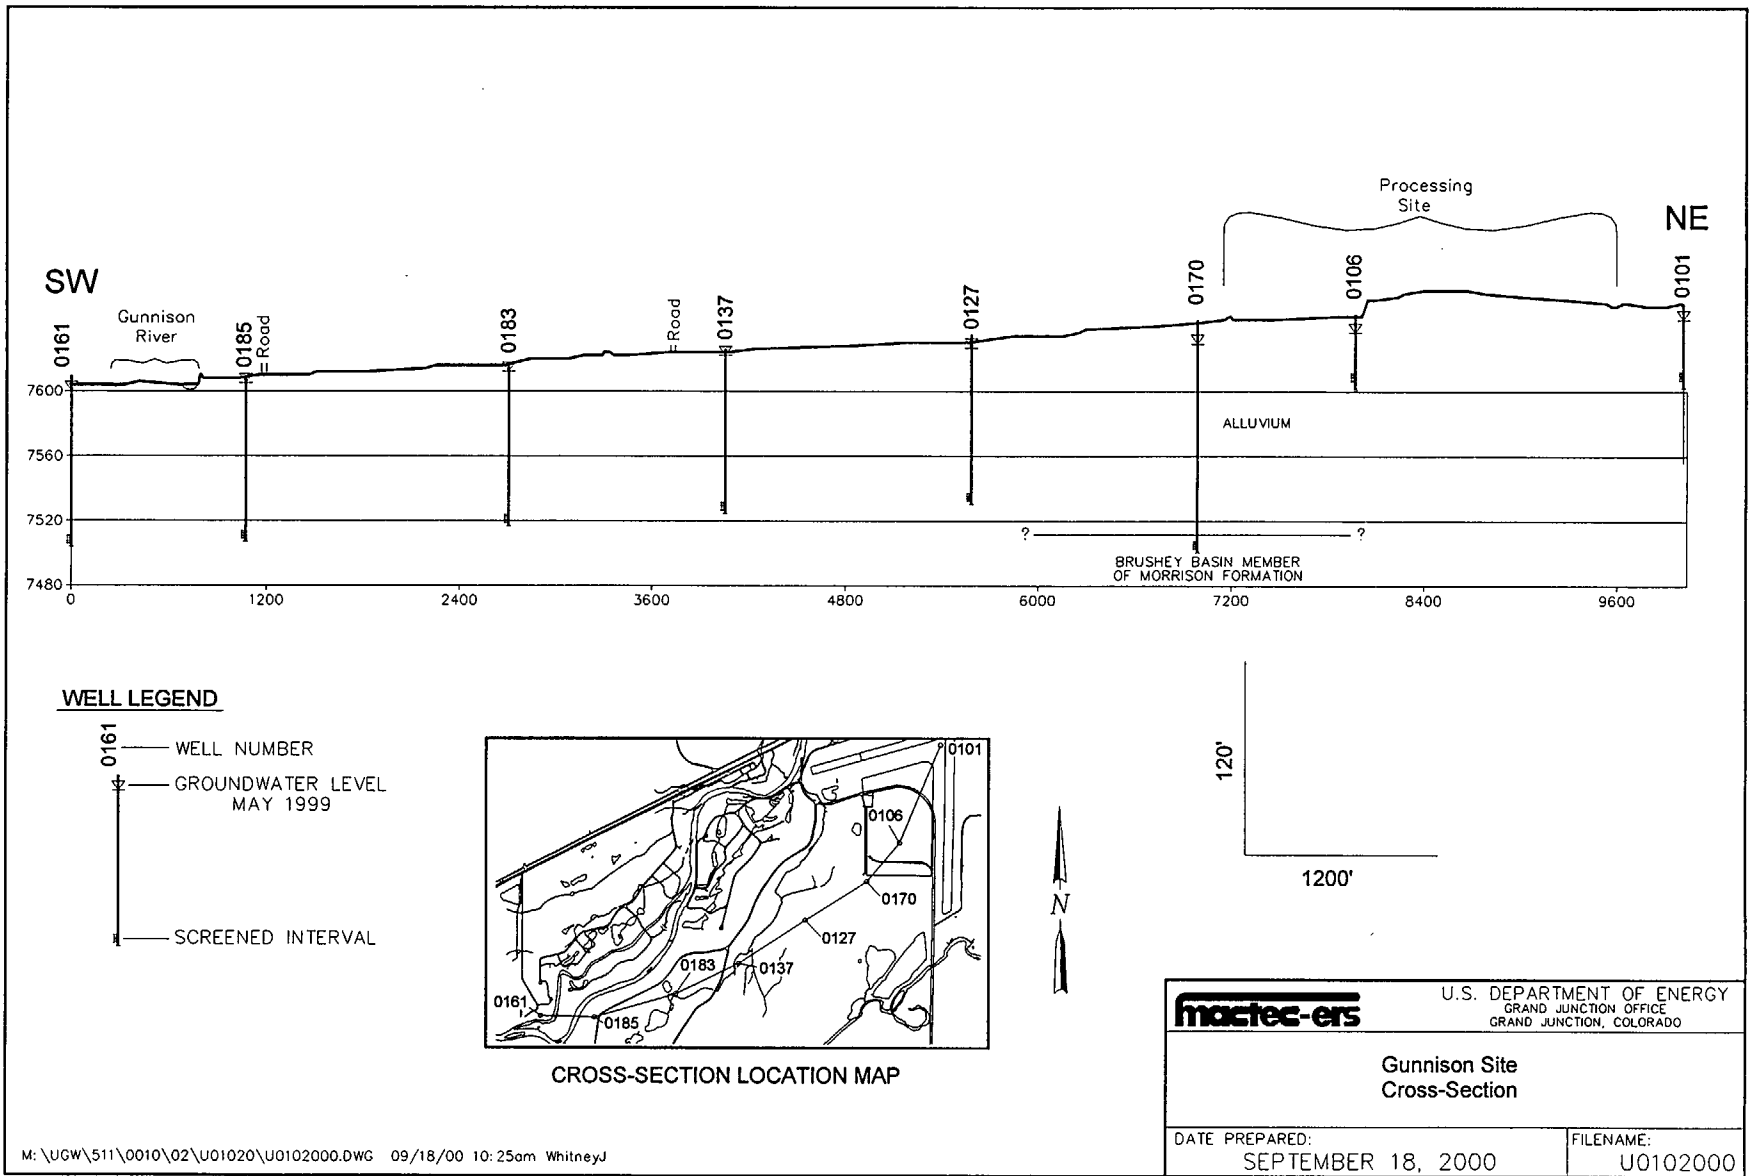 Processing
Site
NE
SW
Gunnison
River
0161
0185
Road
0183
Road
0137
0127
0170
0106
0101
7600
ALLUVIUM
7560
7520
? ?
BRUSHEY BASIN MEMBER
OF MORRISON FORMATION
7480
0 1200 2400 3600 4800 6000 7200 8400 9600
WELL LEGEND
0161
WELL NUMBER
GROUNDWATER LEVEL
MAY 1999
SCREENED INTERVAL
0101
0106
0170
0127
0183
0137
0161
0185
CROSS-SECTION LOCATION MAP
N
120'
1200'
mactec-ers
U.S. DEPARTMENT OF ENERGY
GRAND JUNCTION OFFICE
GRAND JUNCTION, COLORADO
Gunnison Site
Cross-Section
DATE PREPARED:
SEPTEMBER 18, 2000
FILENAME:
U0102000
M:\UGW\511\0010\02\U01020\U0102000.DWG 09/18/00 10:25am WhitneyJ